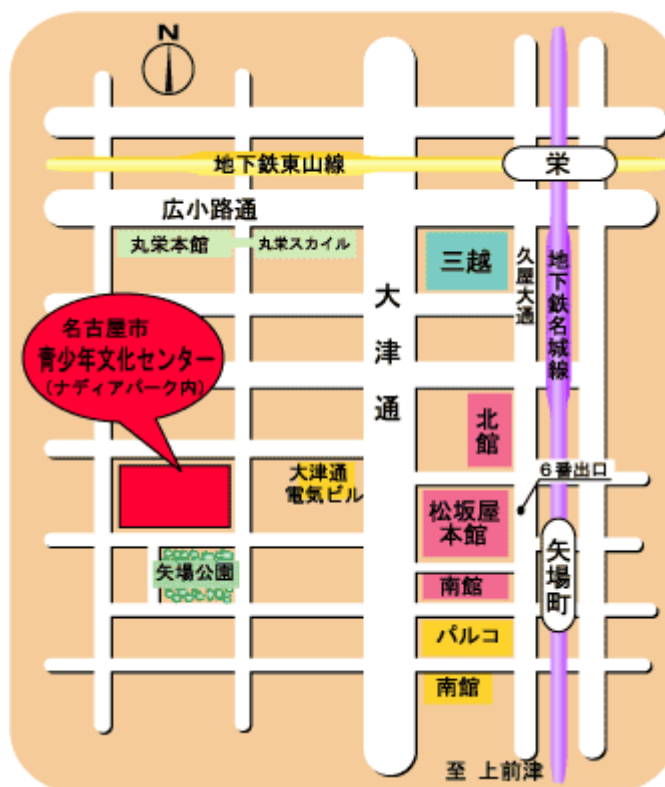 N
地下鉄東山線
栄
広小路通
丸栄本館
丸栄スカイル
三越
久屋大通
地下鉄名城線
大津通
名古屋市
青少年文化センター
(ナディアパーク内)
北館
6番出口
大津通
電気ビル
松坂屋
本館
矢場町
矢場公園
南館
パルコ
南館
至 上前津